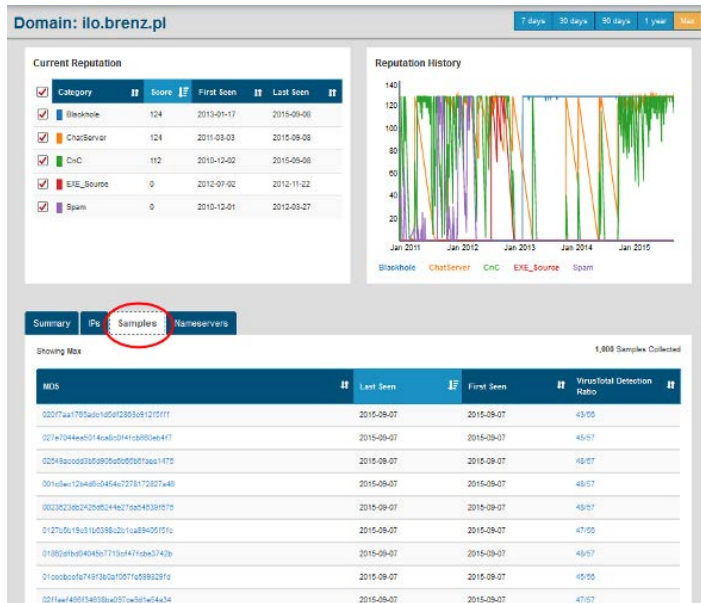 Domain: ilo.brenz.pl
7 days 30 days 90 days 1 year Max
Current Reputation
Category Score First Seen Last Seen
Blackhole 124 2013-01-17 2015-09-08
ChatServer 124 2011-03-03 2015-09-08
CnC 112 2010-12-02 2015-09-08
EXE_Source 0 2012-07-02 2012-11-22
Spam 0 2010-12-01 2012-03-27
Reputation History
140
120
100
80
60
40
20
Jan 2011 Jan 2012 Jan 2013 Jan 2014 Jan 2015
Blackhole ChatServer CnC EXE_Source Spam
Summary IPs Samples Nameservers
Showing Max
1,000 Samples Collected
MD5 Last Seen First Seen VirusTotal Detection
Ratio
2015-09-07 2015-09-07 43/56
2015-09-07 2015-09-07 45/57
2015-09-07 2015-09-07 48/57
2015-09-07 2015-09-07 48/57
2015-09-07 2015-09-07 48/57
2015-09-07 2015-09-07 47/56
2015-09-07 2015-09-07 48/57
2015-09-07 2015-09-07 45/56
2015-09-07 2015-09-07 47/57